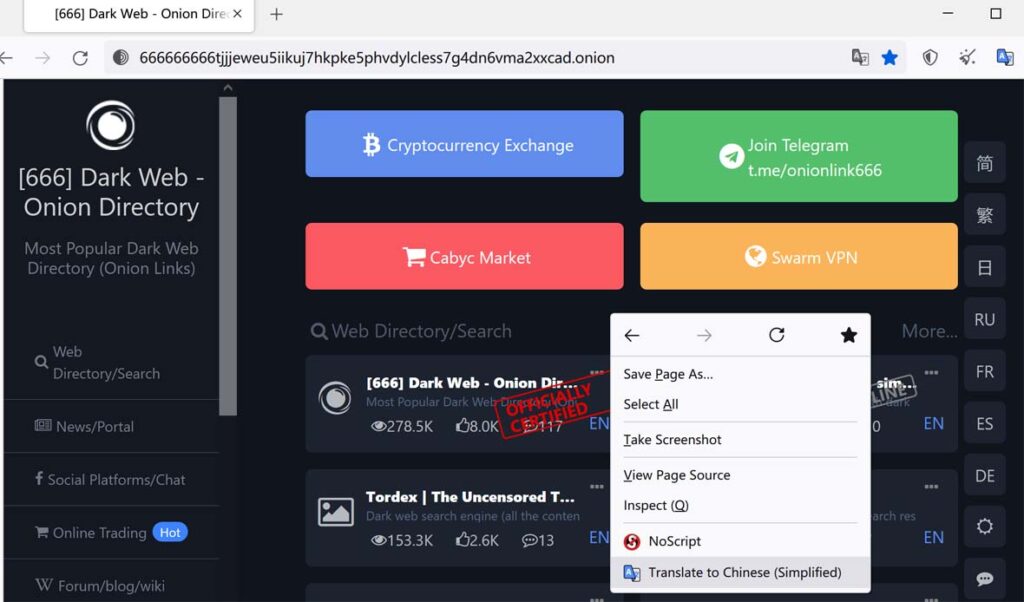 [666] Dark Web - Onion Dire
666666666tjjjeweu5iikuj7hkpke5phvdylcless7g4dn6vma2xxcad.onion
[666] Dark Web -
Onion Directory
Most Popular Dark Web
Directory (Onion Links)
Web
Directory/Search
News/Portal
Social Platforms/Chat
Online Trading Hot
Forum/blog/wiki
Cryptocurrency Exchange
Join Telegram
t.me/onionlink666
Cabyc Market
Swarm VPN
Web Directory/Search
More...
[666] Dark Web - Onion Dir...
Most Popular Dark Web Directory (Oni
278.5K 8.0K 117 EN
OFFICIALLY
CERTIFIED
Tordex | The Uncensored T...
Dark web search engine (all the conten
153.3K 2.6K 13 EN
sim...
dark
0 EN
earch res
EN
Save Page As...
Select All
Take Screenshot
View Page Source
Inspect (Q)
NoScript
Translate to Chinese (Simplified)
简
繁
日
RU
FR
ES
DE